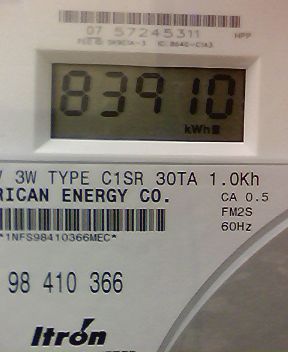 07 57245311
HPP
83910
kWh
V 3W TYPE C1SR 30TA 1.0Kh
RICAN ENERGY CO.
CA 0.5
FM2S
60Hz
*1NFS98410366MEC*
98 410 366
Itron